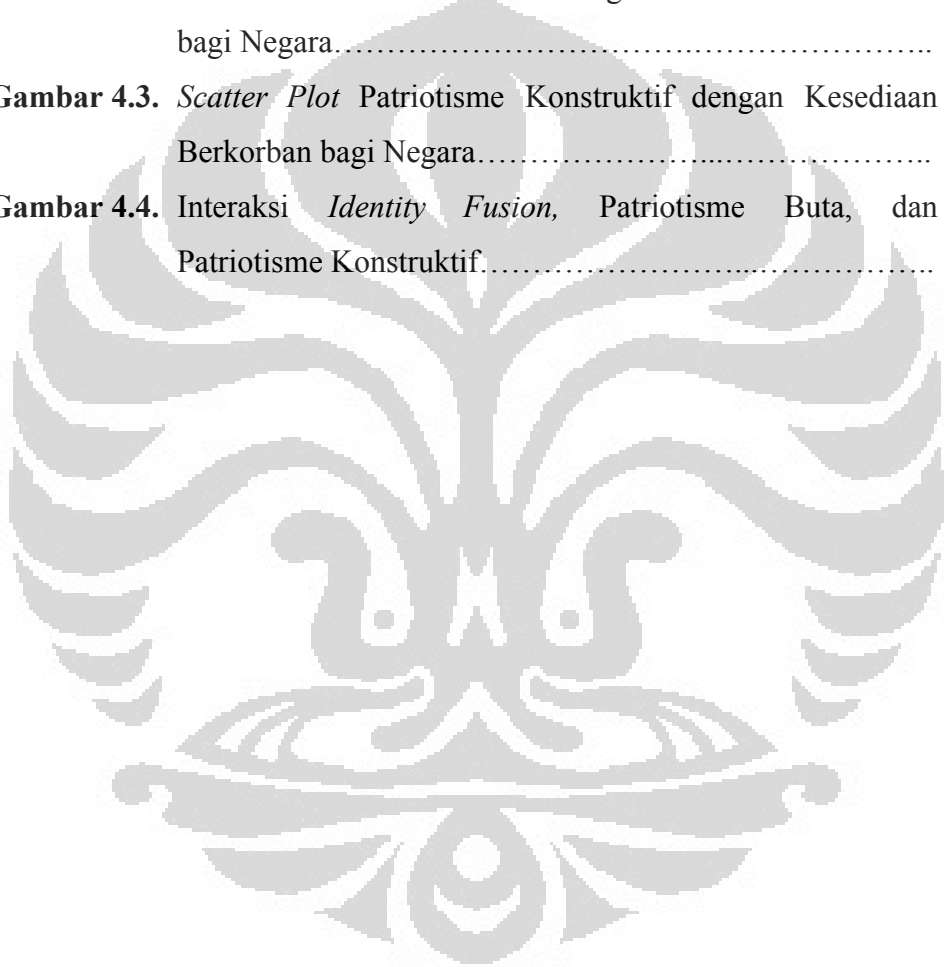 bagi Negara……………………………….…………………..
Gambar 4.3. Scatter Plot Patriotisme Konstruktif dengan Kesediaan
Berkorban bagi Negara…………………...………………..
Gambar 4.4. Interaksi Identity Fusion, Patriotisme Buta, dan
Patriotisme Konstruktif……………………...……………..